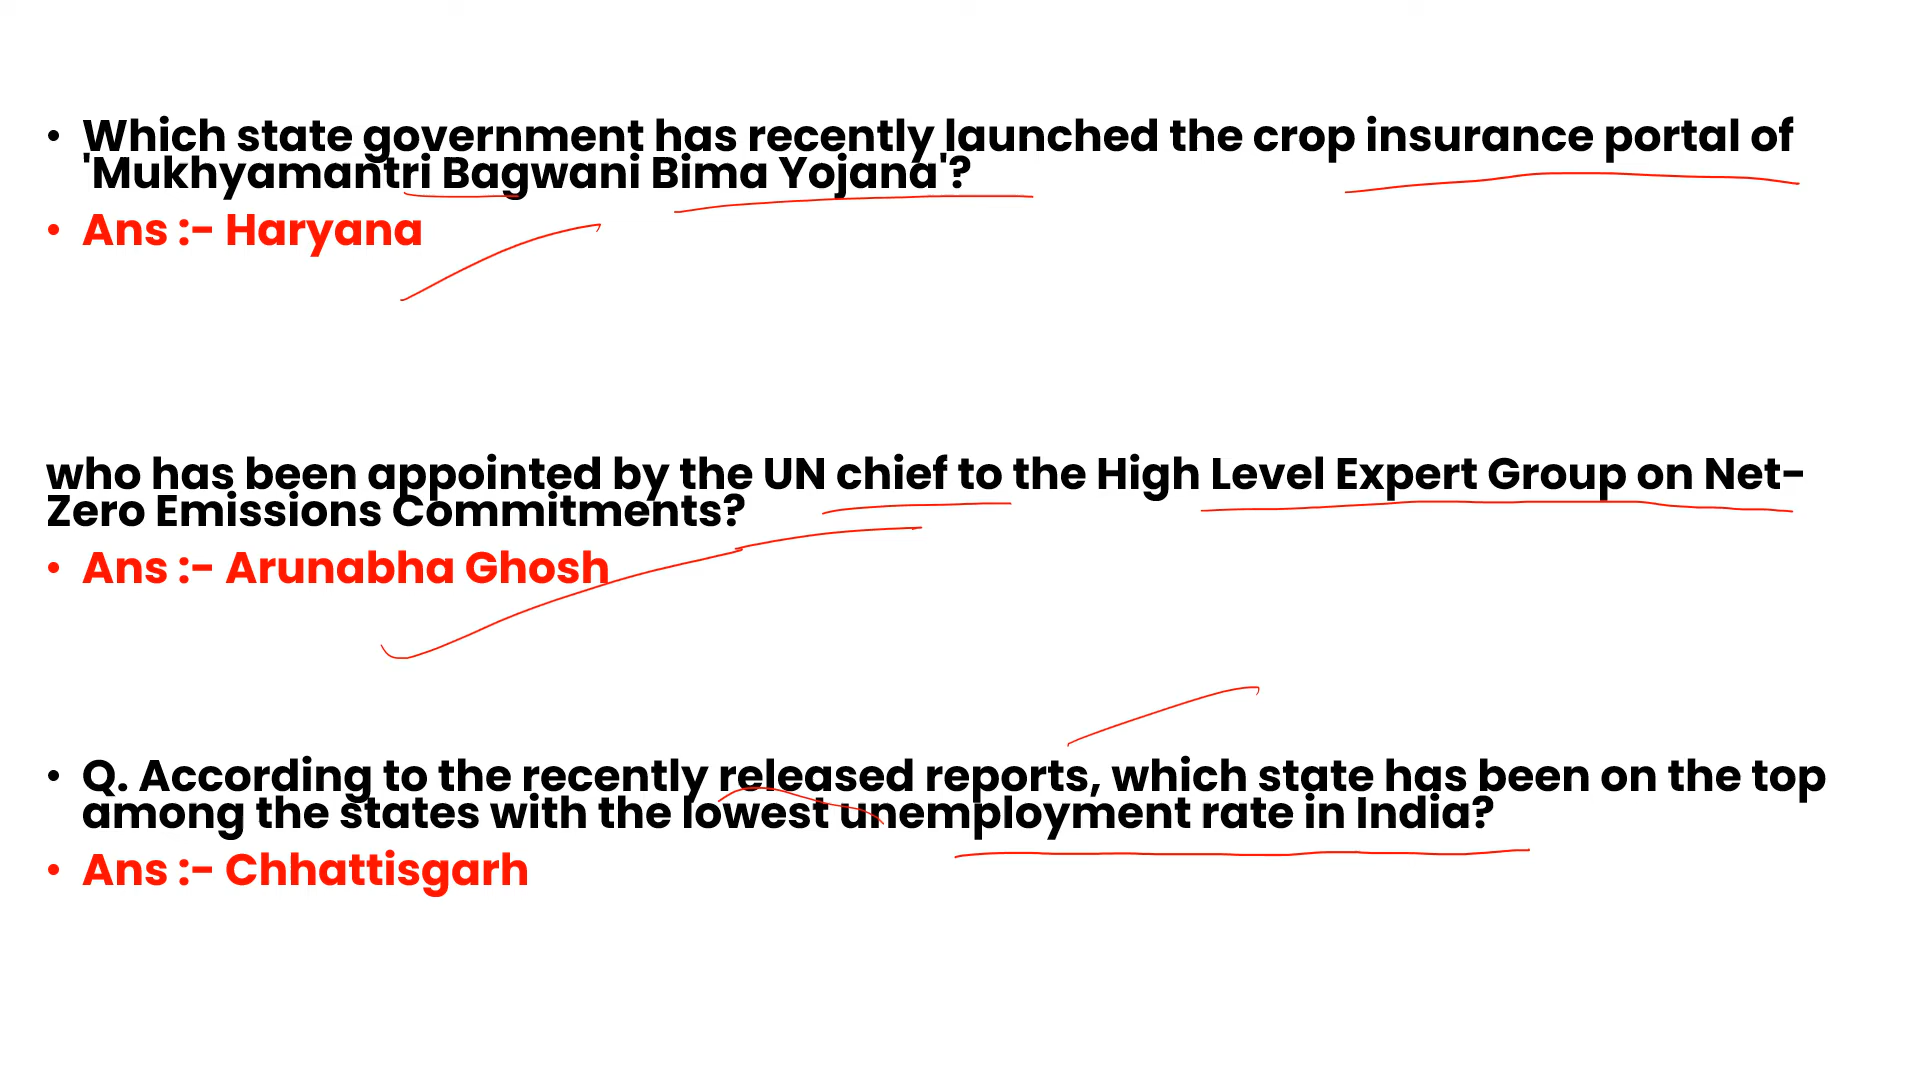 • Which state government has recently launched the crop insurance portal of
'Mukhyamantri Bagwani Bima Yojana'?
• Ans :- Haryana
who has been appointed by the UN chief to the High Level Expert Group on Net-
Zero Emissions Commitments?
• Ans :- Arunabha Ghosh
• Q. According to the recently released reports, which state has been on the top
among the states with the lowest unemployment rate in India?
• Ans :- Chhattisgarh